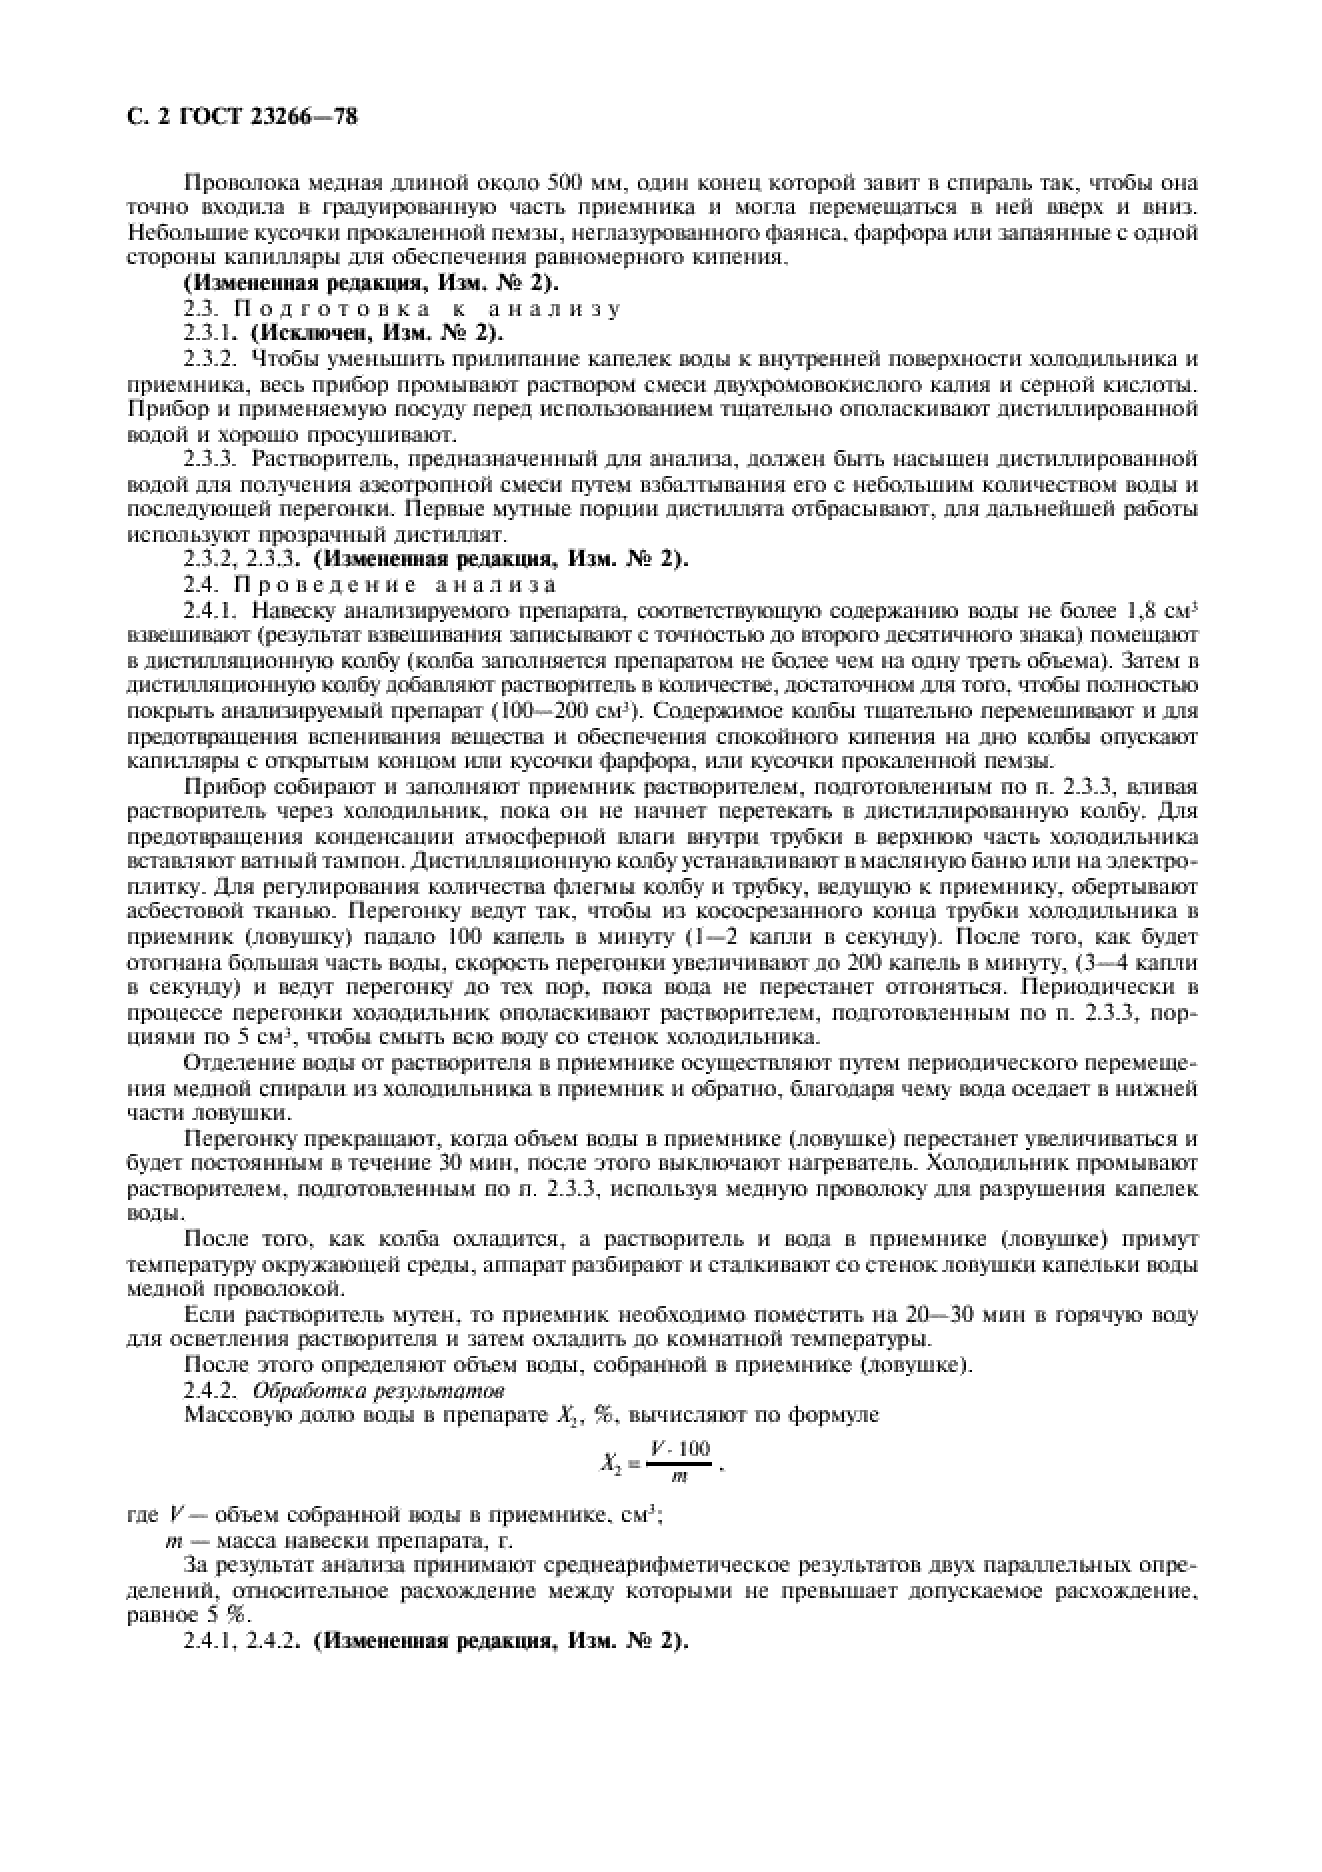 С. 2 ГОСТ 23266—78
Проволока медная длиной около 500 мм, один конец которой завит в спираль так, чтобы она
точно входила в градуированную часть приемника и могла перемещаться в ней вверх и вниз.
Небольшие кусочки прокаленной пемзы, неглазурованного фаянса, фарфора или запаянные с одной
стороны капилляры для обеспечения равномерного кипения.
(Измененная редакция, Изм. № 2).
2.3. Подготовка к анализу
2.3.1. (Исключен, Изм. № 2).
2.3.2. Чтобы уменьшить прилипание капелек воды к внутренней поверхности холодильника и
приемника, весь прибор промывают раствором смеси двухромовокислого калия и серной кислоты.
Прибор и применяемую посуду перед использованием тщательно ополаскивают дистиллированной
водой и хорошо просушивают.
2.3.3. Растворитель, предназначенный для анализа, должен быть насыщен дистиллированной
водой для получения азеотропной смеси путем взбалтывания его с небольшим количеством воды и
последующей перегонки. Первые мутные порции дистиллята отбрасывают, для дальнейшей работы
используют прозрачный дистиллят.
2.3.2, 2.3.3. (Измененная редакция, Изм. № 2).
2.4. Проведение анализа
2.4.1. Навеску анализируемого препарата, соответствующую содержанию воды не более 1,8 см³
взвешивают (результат взвешивания записывают с точностью до второго десятичного знака) помещают
в дистилляционную колбу (колба заполняется препаратом не более чем на одну треть объема). Затем в
дистилляционную колбу добавляют растворитель в количестве, достаточном для того, чтобы полностью
покрыть анализируемый препарат (100—200 см³). Содержимое колбы тщательно перемешивают и для
предотвращения вспенивания вещества и обеспечения спокойного кипения на дно колбы опускают
капилляры с открытым концом или кусочки фарфора, или кусочки прокаленной пемзы.
Прибор собирают и заполняют приемник растворителем, подготовленным по п. 2.3.3, вливая
растворитель через холодильник, пока он не начнет перетекать в дистиллированную колбу. Для
предотвращения конденсации атмосферной влаги внутри трубки в верхнюю часть холодильника
вставляют ватный тампон. Дистилляционную колбу устанавливают в масляную баню или на электро-
плитку. Для регулирования количества флегмы колбу и трубку, ведущую к приемнику, обертывают
асбестовой тканью. Перегонку ведут так, чтобы из кососрезанного конца трубки холодильника в
приемник (ловушку) падало 100 капель в минуту (1—2 капли в секунду). После того, как будет
отогнана большая часть воды, скорость перегонки увеличивают до 200 капель в минуту, (3—4 капли
в секунду) и ведут перегонку до тех пор, пока вода не перестанет отгоняться. Периодически в
процессе перегонки холодильник ополаскивают растворителем, подготовленным по п. 2.3.3, пор-
циями по 5 см³, чтобы смыть всю воду со стенок холодильника.
Отделение воды от растворителя в приемнике осуществляют путем периодического перемеще-
ния медной спирали из холодильника в приемник и обратно, благодаря чему вода оседает в нижней
части ловушки.
Перегонку прекращают, когда объем воды в приемнике (ловушке) перестанет увеличиваться и
будет постоянным в течение 30 мин, после этого выключают нагреватель. Холодильник промывают
растворителем, подготовленным по п. 2.3.3, используя медную проволоку для разрушения капелек
воды.
После того, как колба охладится, а растворитель и вода в приемнике (ловушке) примут
температуру окружающей среды, аппарат разбирают и сталкивают со стенок ловушки капельки воды
медной проволокой.
Если растворитель мутен, то приемник необходимо поместить на 20—30 мин в горячую воду
для осветления растворителя и затем охладить до комнатной температуры.
После этого определяют объем воды, собранной в приемнике (ловушке).
2.4.2. Обработка результатов
Массовую долю воды в препарате X₂, %, вычисляют по формуле
X₂ = V · 100 / m ,
где V — объем собранной воды в приемнике, см³;
m — масса навески препарата, г.
За результат анализа принимают среднеарифметическое результатов двух параллельных опре-
делений, относительное расхождение между которыми не превышает допускаемое расхождение,
равное 5 %.
2.4.1, 2.4.2. (Измененная редакция, Изм. № 2).